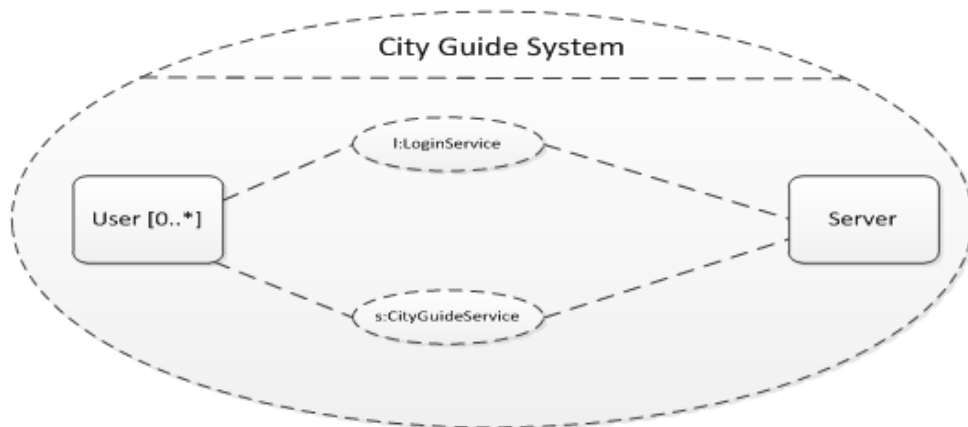 City Guide System
l:LoginService
User [0..*]
Server
s:CityGuideService